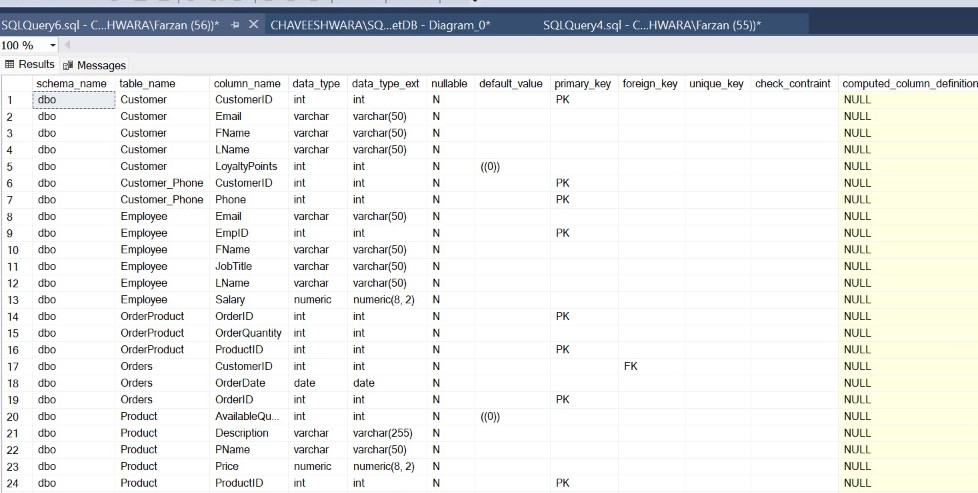 SQLQuery6.sql - C...HWARA\Farzan (56))* CHAVEESHWARA\SQ...etDB - Diagram_0* SQLQuery4.sql - C...HWARA\Farzan (55))*
100 %
Results Messages
schema_name table_name column_name data_type data_type_ext nullable default_value primary_key foreign_key unique_key check_constraint computed_column_definition
1 dbo Customer CustomerID int int N PK NULL
2 dbo Customer Email varchar varchar(50) N NULL
3 dbo Customer FName varchar varchar(50) N NULL
4 dbo Customer LName varchar varchar(50) N NULL
5 dbo Customer LoyaltyPoints int int N ((0)) NULL
6 dbo Customer_Phone CustomerID int int N PK NULL
7 dbo Customer_Phone Phone int int N PK NULL
8 dbo Employee Email varchar varchar(50) N NULL
9 dbo Employee EmpID int int N PK NULL
10 dbo Employee FName varchar varchar(50) N NULL
11 dbo Employee JobTitle varchar varchar(50) N NULL
12 dbo Employee LName varchar varchar(50) N NULL
13 dbo Employee Salary numeric numeric(8, 2) N NULL
14 dbo OrderProduct OrderID int int N PK NULL
15 dbo OrderProduct OrderQuantity int int N NULL
16 dbo OrderProduct ProductID int int N PK NULL
17 dbo Orders CustomerID int int N FK NULL
18 dbo Orders OrderDate date date N NULL
19 dbo Orders OrderID int int N PK NULL
20 dbo Product AvailableQu... int int N ((0)) NULL
21 dbo Product Description varchar varchar(255) N NULL
22 dbo Product PName varchar varchar(50) N NULL
23 dbo Product Price numeric numeric(8, 2) N NULL
24 dbo Product ProductID int int N PK NULL